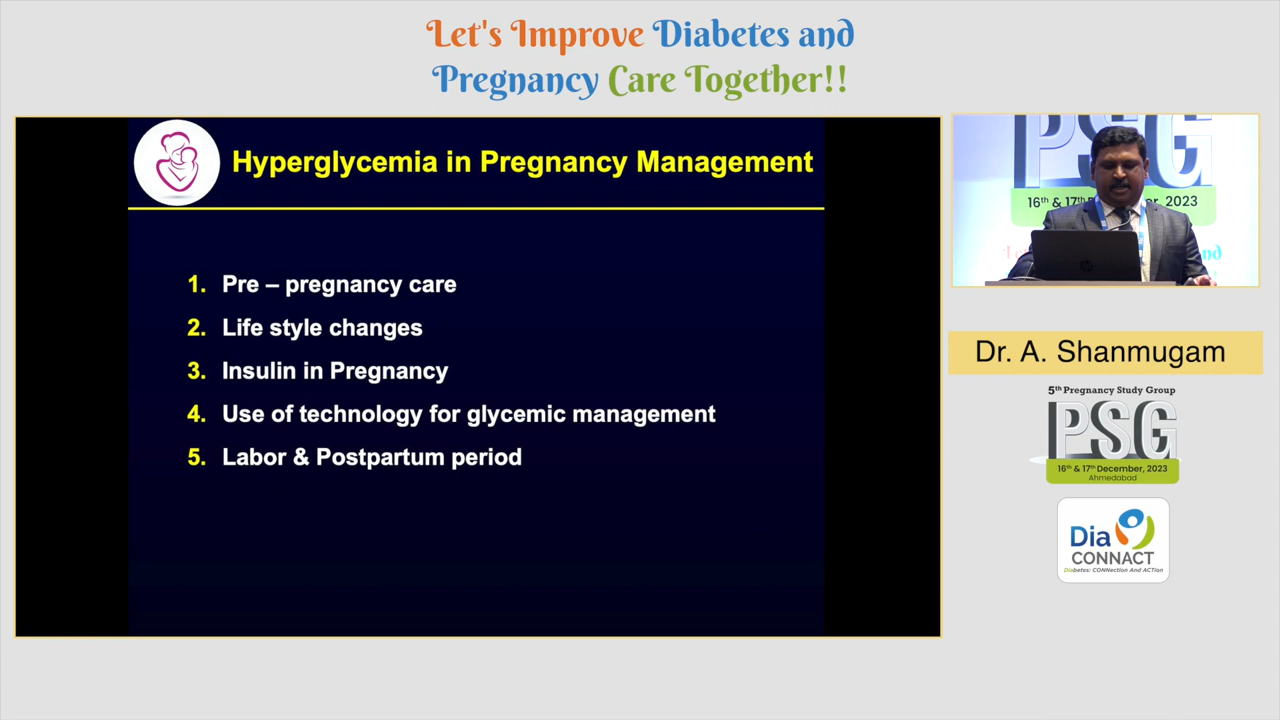 Let's Improve Diabetes and
Pregnancy Care Together!!
Hyperglycemia in Pregnancy Management
1. Pre – pregnancy care
2. Life style changes
3. Insulin in Pregnancy
4. Use of technology for glycemic management
5. Labor & Postpartum period
PSG
16th & 17th December, 2023
Dr. A. Shanmugam
5th Pregnancy Study Group
PSG
16th & 17th December, 2023
Ahmedabad
Dia
CONNACT
Diabetes: CONNection And ACTion